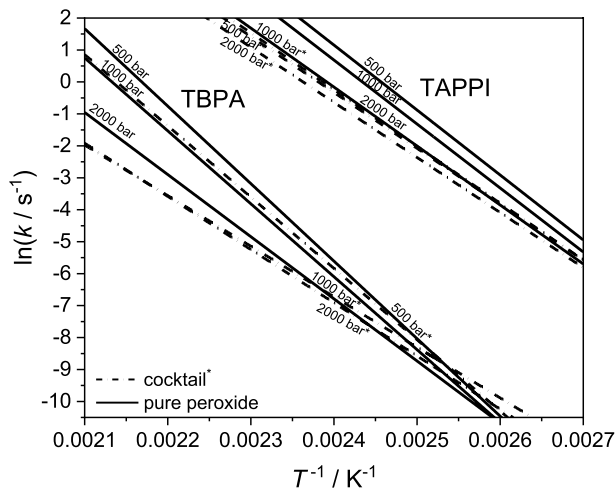 ln(k / s⁻¹)
2
1
0
-1
-2
-3
-4
-5
-6
-7
-8
-9
-10
500 bar
1000 bar
2000 bar
TBPA
500 bar*
1000 bar*
2000 bar*
500 bar
1000 bar
2000 bar
TAPPI
1000 bar*
2000 bar*
500 bar*
cocktail*
pure peroxide
0.0021 0.0022 0.0023 0.0024 0.0025 0.0026 0.0027
T⁻¹ / K⁻¹